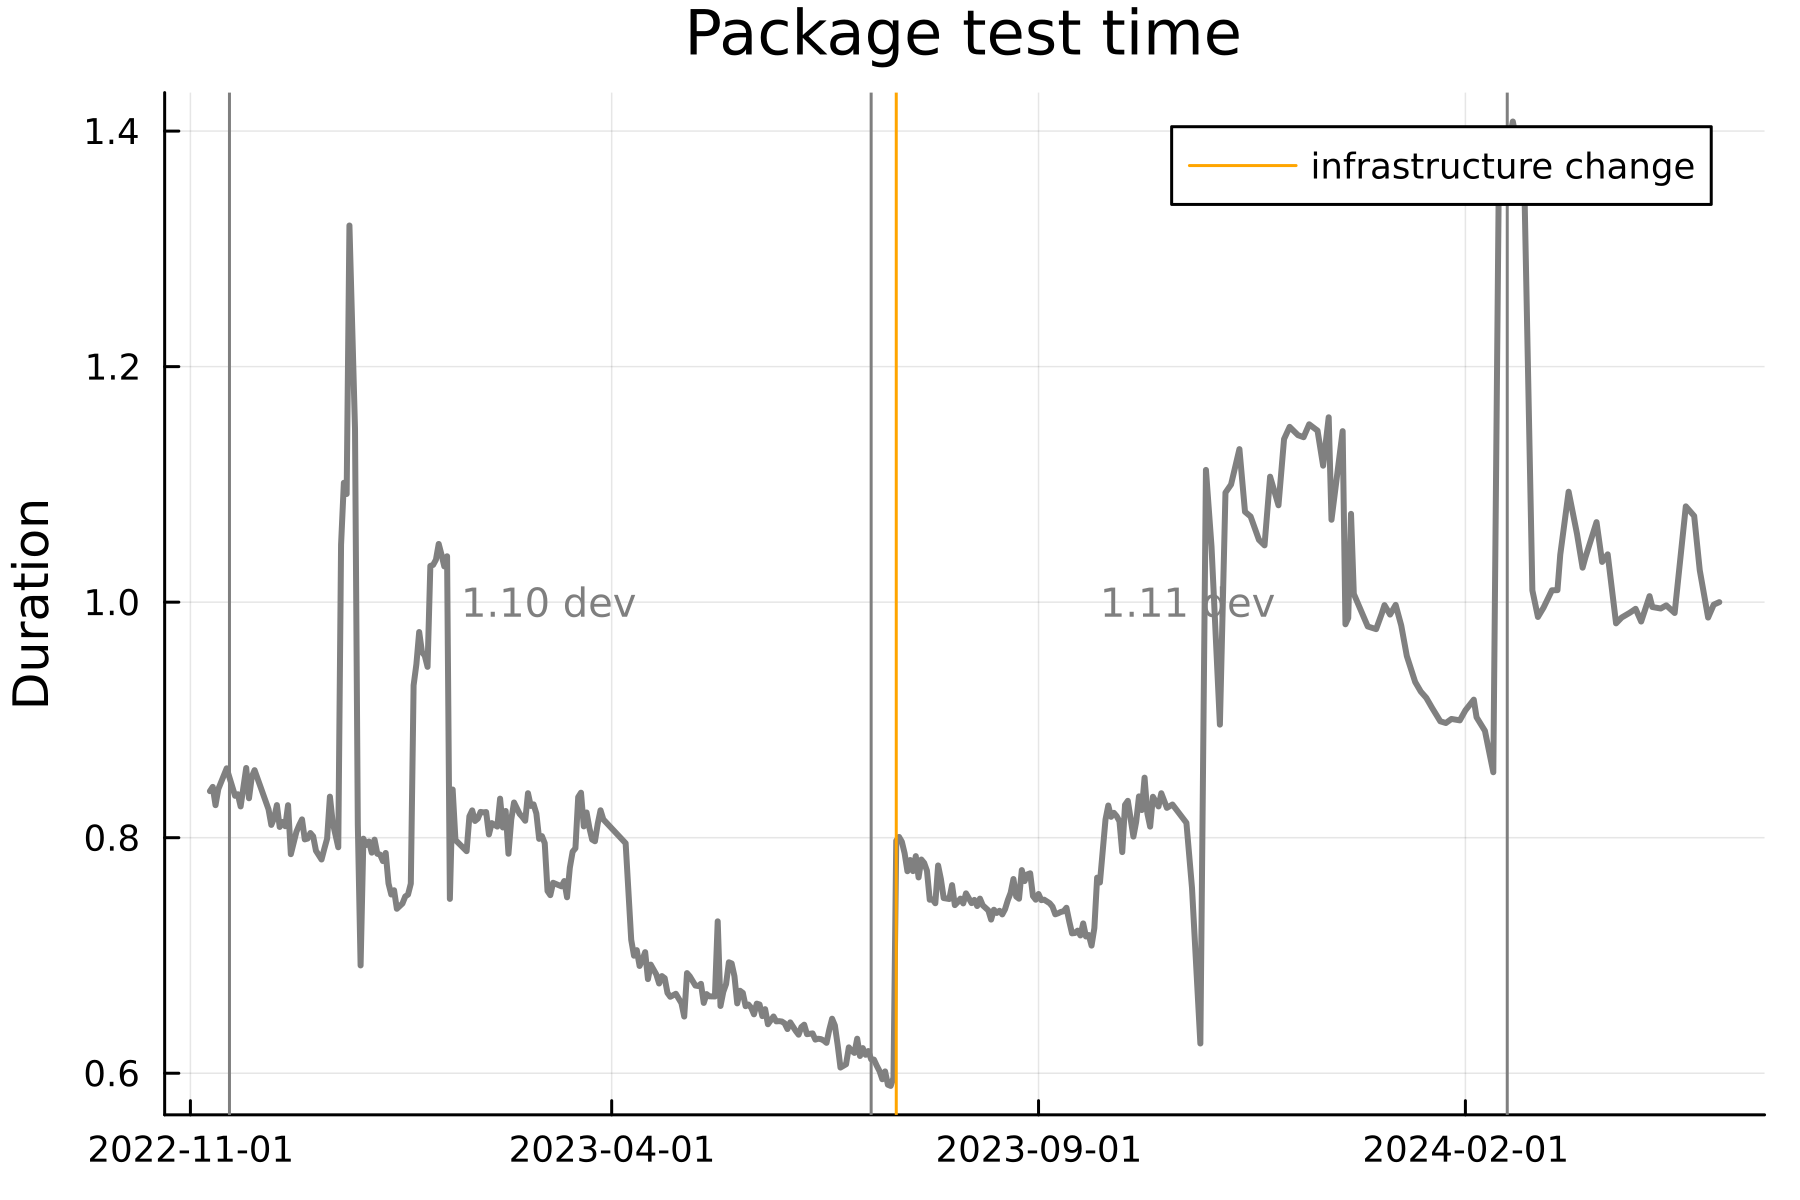 Package test time
infrastructure change
Duration
1.4
1.2
1.0
0.8
0.6
1.10 dev
1.11 dev
2022-11-01
2023-04-01
2023-09-01
2024-02-01